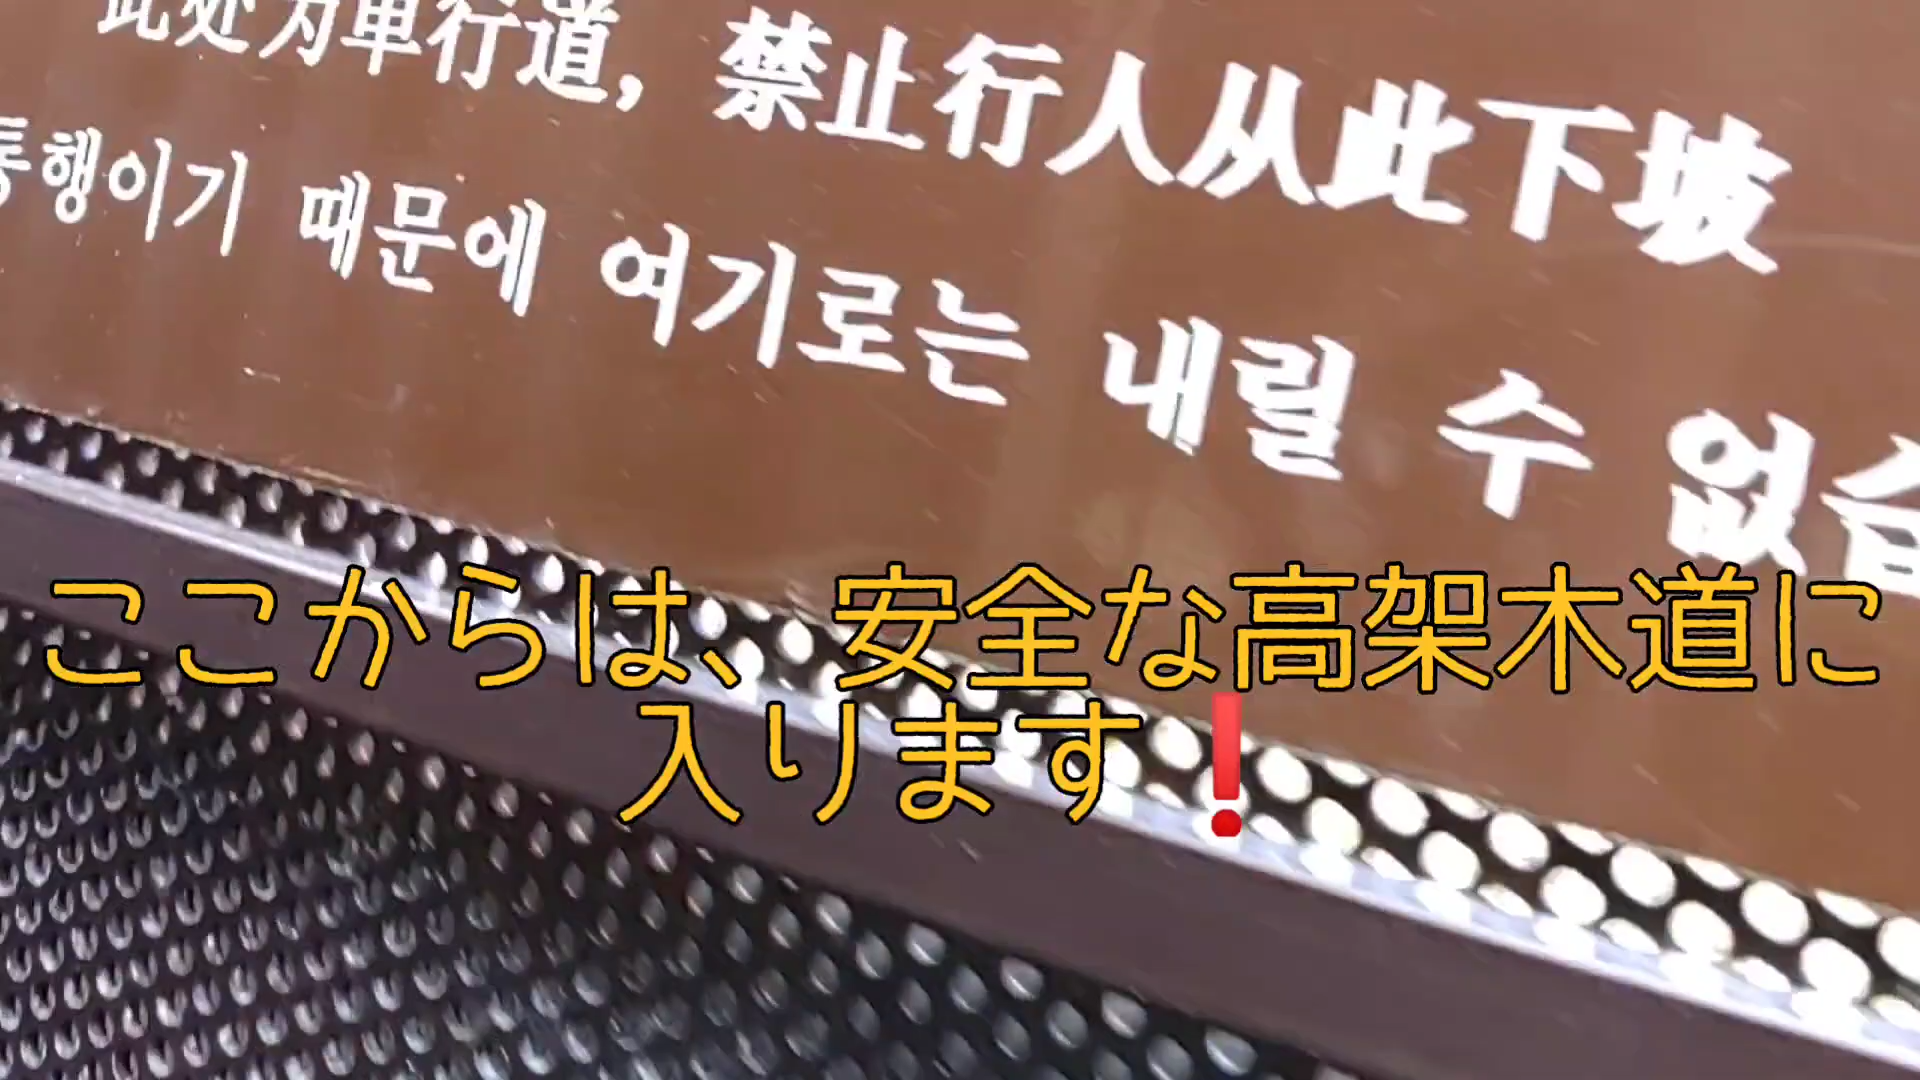 此处为单行道，禁止行人从此下坡
통행이기 때문에 여기로는 내릴 수 없습
ここからは、安全な高架木道に
入ります❗